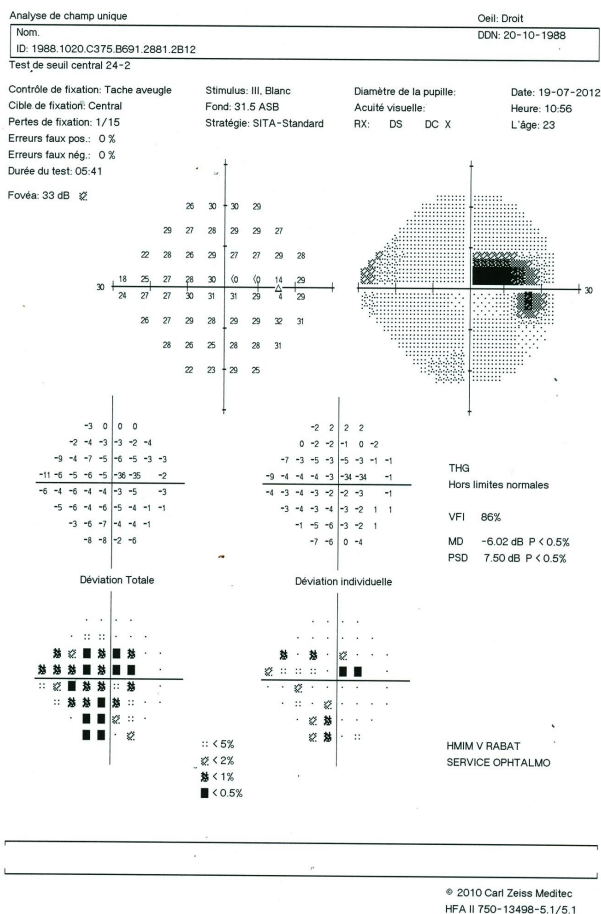 Analyse de champ unique Oeil: Droit
Nom. DDN: 20-10-1988
ID: 1988.1020.C375.B691.2881.2B12
Test de seuil central 24-2
Contrôle de fixation: Tache aveugle Stimulus: III, Blanc Diamètre de la pupille: Date: 19-07-2012
Cible de fixation: Central Fond: 31.5 ASB Acuité visuelle: Heure: 10:56
Pertes de fixation: 1/15 Stratégie: SITA-Standard RX: DS DC X L'âge: 23
Erreurs faux pos.: 0 %
Erreurs faux nég.: 0 %
Durée du test: 05:41
Fovéa: 33 dB
26 30 30 29
29 27 28 29 29 27
22 28 26 29 27 27 29 28
18 25 27 28 30 <0 <0 14 29
30 30
24 27 27 30 31 31 29 4 29
26 27 29 28 29 29 32 31
28 26 25 28 28 31
22 23 29 25
-3 0 0 0
-2 -4 -3 -3 -2 -4
-9 -4 -7 -5 -6 -5 -3 -3
-11 -6 -5 -6 -5 -36 -35 -2
-6 -4 -6 -4 -4 -3 -5 -3
-5 -6 -4 -6 -5 -4 -1 -1
-3 -6 -7 -4 -4 -1
-8 -8 -2 -6
Déviation Totale
-2 2 2 2
0 -2 -2 -1 0 -2
-7 -3 -5 -3 -5 -3 -1 -1
-9 -4 -4 -4 -3 -34 -34 -1
-4 -3 -4 -3 -2 -2 -3 -1
-3 -4 -3 -4 -3 -2 1 1
-1 -5 -6 -3 -2 1
-7 -6 0 -4
Déviation individuelle
THG
Hors limites normales
VFI 86%
MD -6.02 dB P < 0.5%
PSD 7.50 dB P < 0.5%
< 5%
< 2%
< 1%
< 0.5%
HMIM V RABAT
SERVICE OPHTALMO
© 2010 Carl Zeiss Meditec
HFA II 750-13498-5.1/5.1